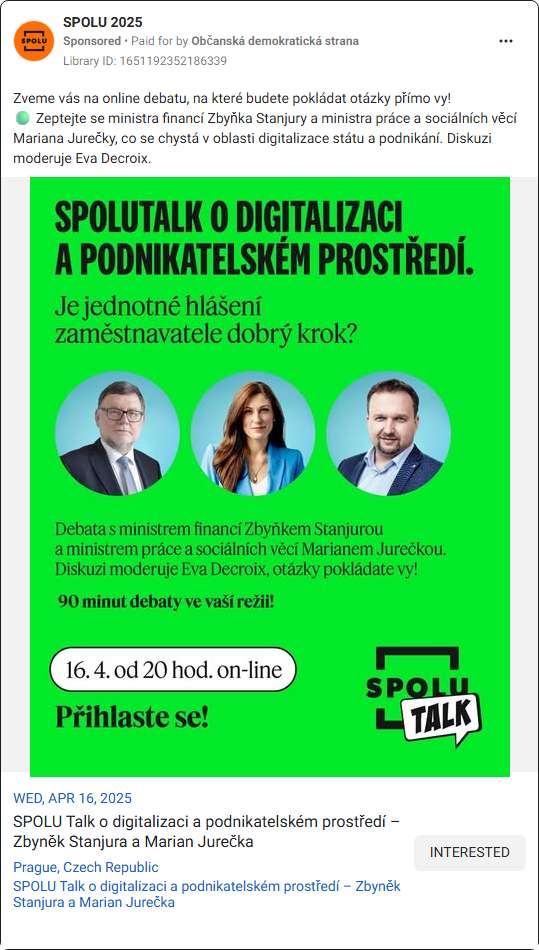 SPOLU 2025
Sponsored • Paid for by Občanská demokratická strana
Library ID: 1651192352186339
SPOLU
Zveme vás na online debatu, na které budete pokládat otázky přímo vy!
Zeptejte se ministra financí Zbyňka Stanjury a ministra práce a sociálních věcí
Mariana Jurečky, co se chystá v oblasti digitalizace státu a podnikání. Diskuzi
moderuje Eva Decroix.
SPOLUTALK O DIGITALIZACI
A PODNIKATELSKÉM PROSTŘEDÍ.
Je jednotné hlášení
zaměstnavatele dobrý krok?
Debata s ministrem financí Zbyňkem Stanjurou
a ministrem práce a sociálních věcí Marianem Jurečkou.
Diskuzi moderuje Eva Decroix, otázky pokládate vy!
90 minut debaty ve vaší režii!
16. 4. od 20 hod. on-line
Přihlaste se!
SPOLU
TALK
WED, APR 16, 2025
SPOLU Talk o digitalizaci a podnikatelském prostředí –
Zbyněk Stanjura a Marian Jurečka
INTERESTED
Prague, Czech Republic
SPOLU Talk o digitalizaci a podnikatelském prostředí – Zbyněk
Stanjura a Marian Jurečka